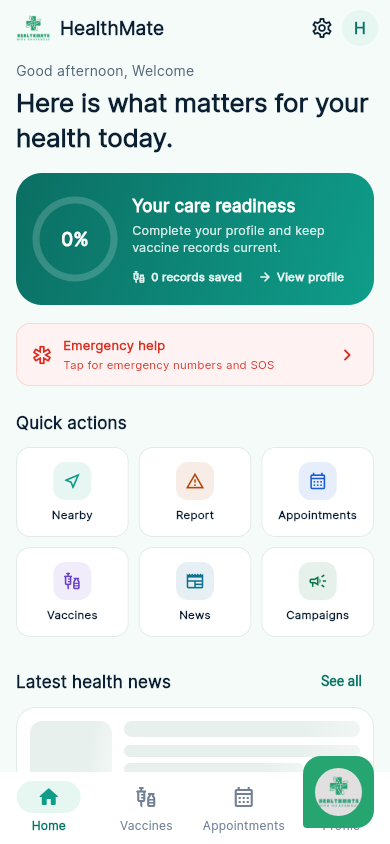 HEALTHMATE
HealthMate
H
Good afternoon, Welcome
Here is what matters for your
health today.
0%
Your care readiness
Complete your profile and keep
vaccine records current.
0 records saved
View profile
Emergency help
Tap for emergency numbers and SOS
Quick actions
Nearby
Report
Appointments
Vaccines
News
Campaigns
Latest health news
See all
HEALTHMATE
Home
Vaccines
Appointments